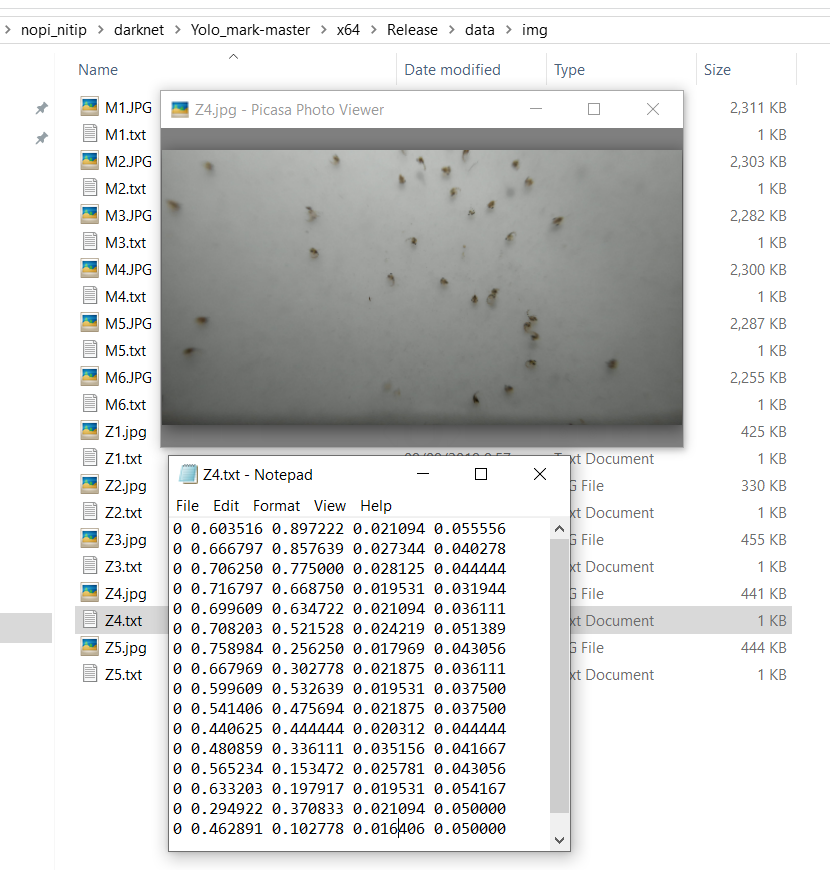 nopi_nitip > darknet > Yolo_mark-master > x64 > Release > data > img
Name Date modified Type Size
M1.JPG 2,311 KB
Z4.jpg - Picasa Photo Viewer
M1.txt 1 KB
M2.JPG 2,303 KB
M2.txt 1 KB
M3.JPG 2,282 KB
M3.txt 1 KB
M4.JPG 2,300 KB
M4.txt 1 KB
M5.JPG 2,287 KB
M5.txt 1 KB
M6.JPG 2,255 KB
M6.txt 1 KB
Z1.jpg 425 KB
Z1.txt xt Document 1 KB
Z2.jpg G File 330 KB
Z2.txt xt Document 1 KB
Z3.jpg G File 455 KB
Z3.txt xt Document 1 KB
Z4.jpg G File 441 KB
Z4.txt xt Document 1 KB
Z5.jpg G File 444 KB
Z5.txt xt Document 1 KB
Z4.txt - Notepad
File Edit Format View Help
0 0.603516 0.897222 0.021094 0.055556
0 0.666797 0.857639 0.027344 0.040278
0 0.706250 0.775000 0.028125 0.044444
0 0.716797 0.668750 0.019531 0.031944
0 0.699609 0.634722 0.021094 0.036111
0 0.708203 0.521528 0.024219 0.051389
0 0.758984 0.256250 0.017969 0.043056
0 0.667969 0.302778 0.021875 0.036111
0 0.599609 0.532639 0.019531 0.037500
0 0.541406 0.475694 0.021875 0.037500
0 0.440625 0.444444 0.020312 0.044444
0 0.480859 0.336111 0.035156 0.041667
0 0.565234 0.153472 0.025781 0.043056
0 0.633203 0.197917 0.019531 0.054167
0 0.294922 0.370833 0.021094 0.050000
0 0.462891 0.102778 0.016406 0.050000